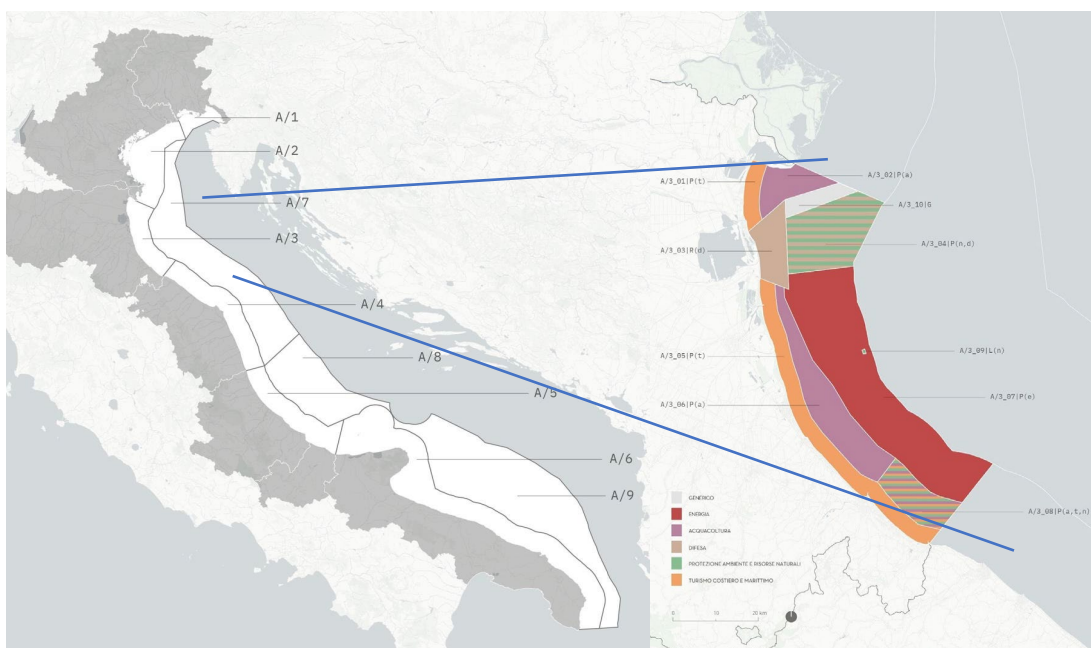 A/1
A/2
A/7
A/3
A/4
A/8
A/5
A/6
A/9
A/3_01|P(t)
A/3_02|P(a)
A/3_10|G
A/3_03|R(d)
A/3_04|P(n,d)
A/3_09|L(n)
A/3_05|P(t)
A/3_06|P(a)
A/3_07|P(e)
A/3_08|P(a,t,n)
GENERICO
ENERGIA
ACQUACOLTURA
DIFESA
PROTEZIONE AMBIENTE E RISORSE NATURALI
TURISMO COSTIERO E MARITTIMO
0 10 20 km